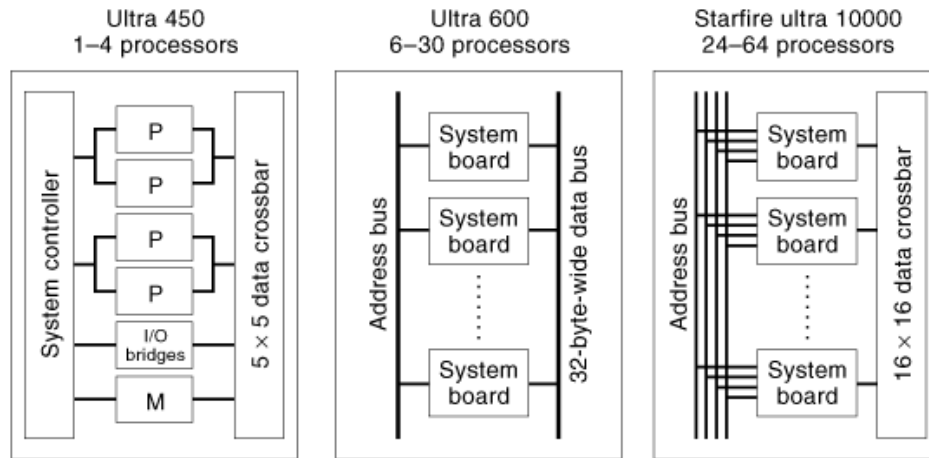 Ultra 450
1–4 processors
System controller
P
P
P
P
I/O
bridges
M
5 × 5 data crossbar
Ultra 600
6–30 processors
Address bus
System
board
System
board
System
board
32-byte-wide data bus
Starfire ultra 10000
24–64 processors
Address bus
System
board
System
board
System
board
16 × 16 data crossbar